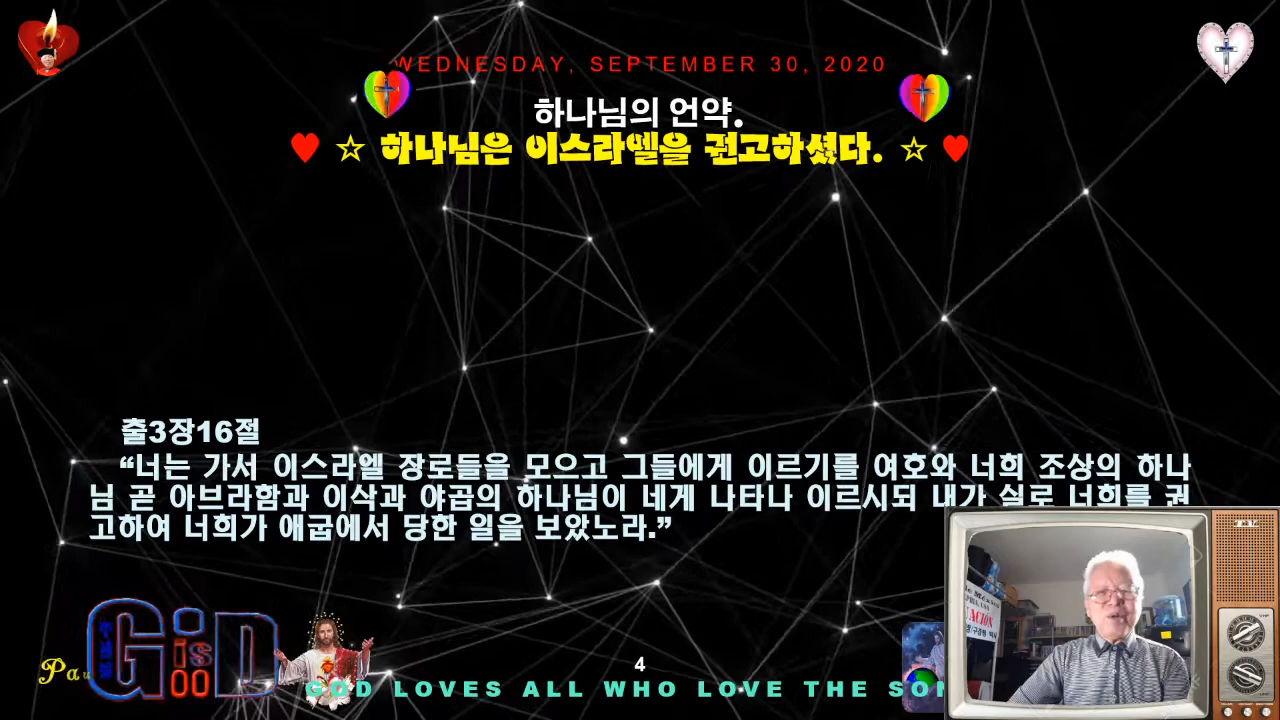 WEDNESDAY, SEPTEMBER 30, 2020
하나님의 언약.
♥ ☆ 하나님은 이스라엘을 권고하셨다. ☆ ♥
출3장16절
“너는 가서 이스라엘 장로들을 모으고 그들에게 이르기를 여호와 너희 조상의 하나
님 곧 아브라함과 이삭과 야곱의 하나님이 네게 나타나 이르시되 내가 실로 너희를 권
고하여 너희가 애굽에서 당한 일을 보았노라.”
GOD
is
Pau
4
GOD LOVES ALL WHO LOVE THE SON